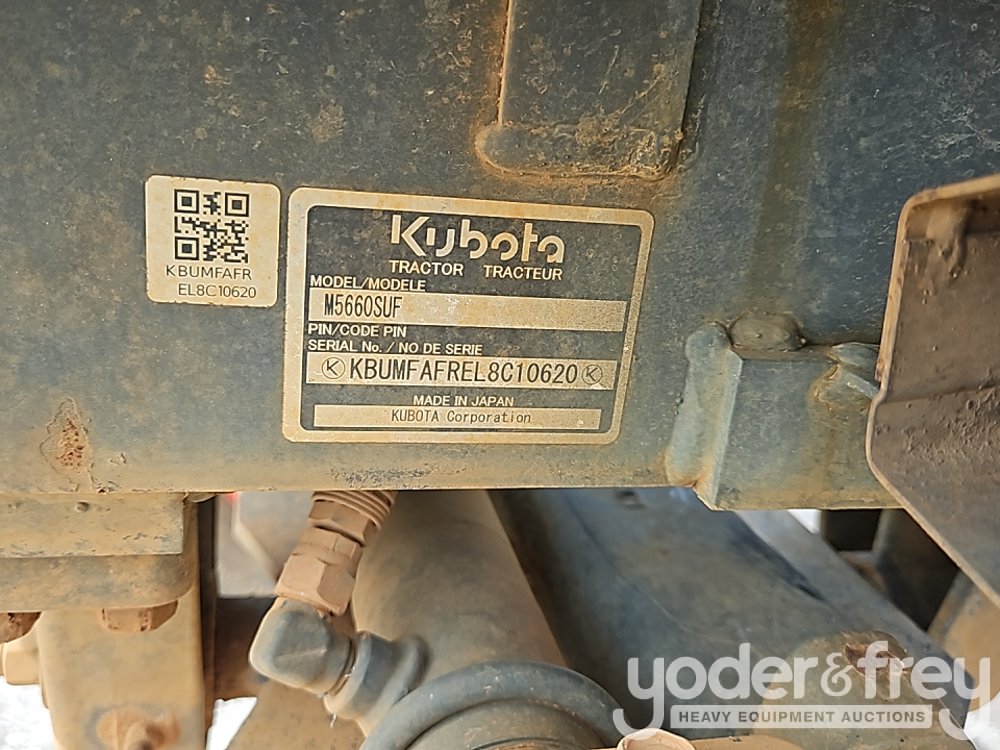 KBUMFAFR
EL8C10620
Kubota
TRACTOR TRACTEUR
MODEL/MODELE
M5660SUF
PIN/CODE PIN
SERIAL No. / NO DE SERIE
KBUMFAFREL8C10620
MADE IN JAPAN
KUBOTA Corporation
yoder&frey
HEAVY EQUIPMENT AUCTIONS